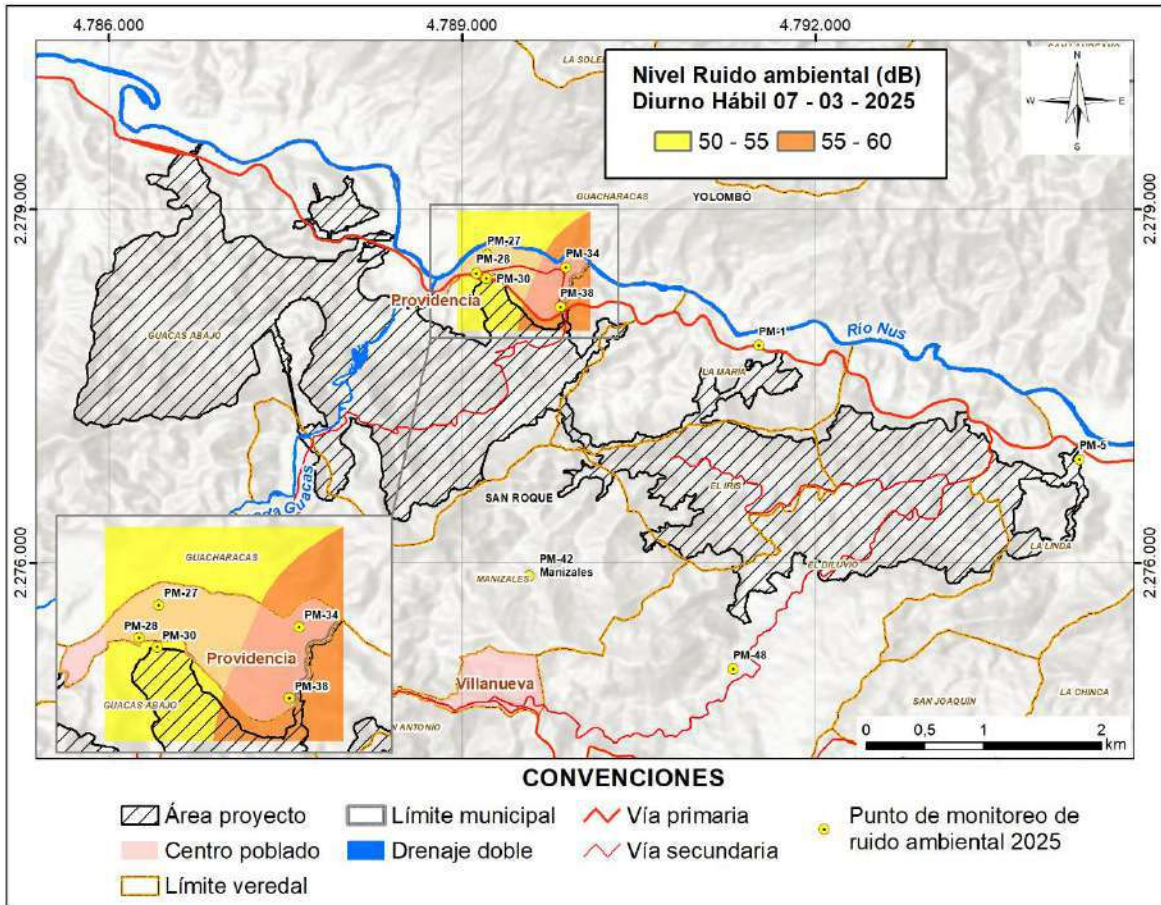 4.786.000
4.789.000
4.792.000
Nivel Ruido ambiental (dB)
Diurno Hábil 07 - 03 - 2025
50 - 55
55 - 60
N
W
E
S
LA SOLED
2.279.000
2.279.000
GUACHARACAS
YOLOMBÓ
PM-27
PM-28
PM-34
PM-30
PM-38
Providencia
GUACAS ABAJO
PM-1
Río Nus
LA MARIA
PM-5
EL IRIS
SAN ROQUE
da Guacas
LA LINDA
2.276.000
2.276.000
PM-42
Manizales
MANIZALES
EL DILUVIO
GUACHARACAS
PM-27
PM-34
PM-28
PM-30
Providencia
PM-38
GUACAS ABAJO
PM-48
Villanueva
LA CHINCA
SAN JOAQUÍN
N ANTONIO
0
0,5
1
2
km
CONVENCIONES
Área proyecto
Límite municipal
Vía primaria
Punto de monitoreo de
ruido ambiental 2025
Centro poblado
Drenaje doble
Vía secundaria
Límite veredal